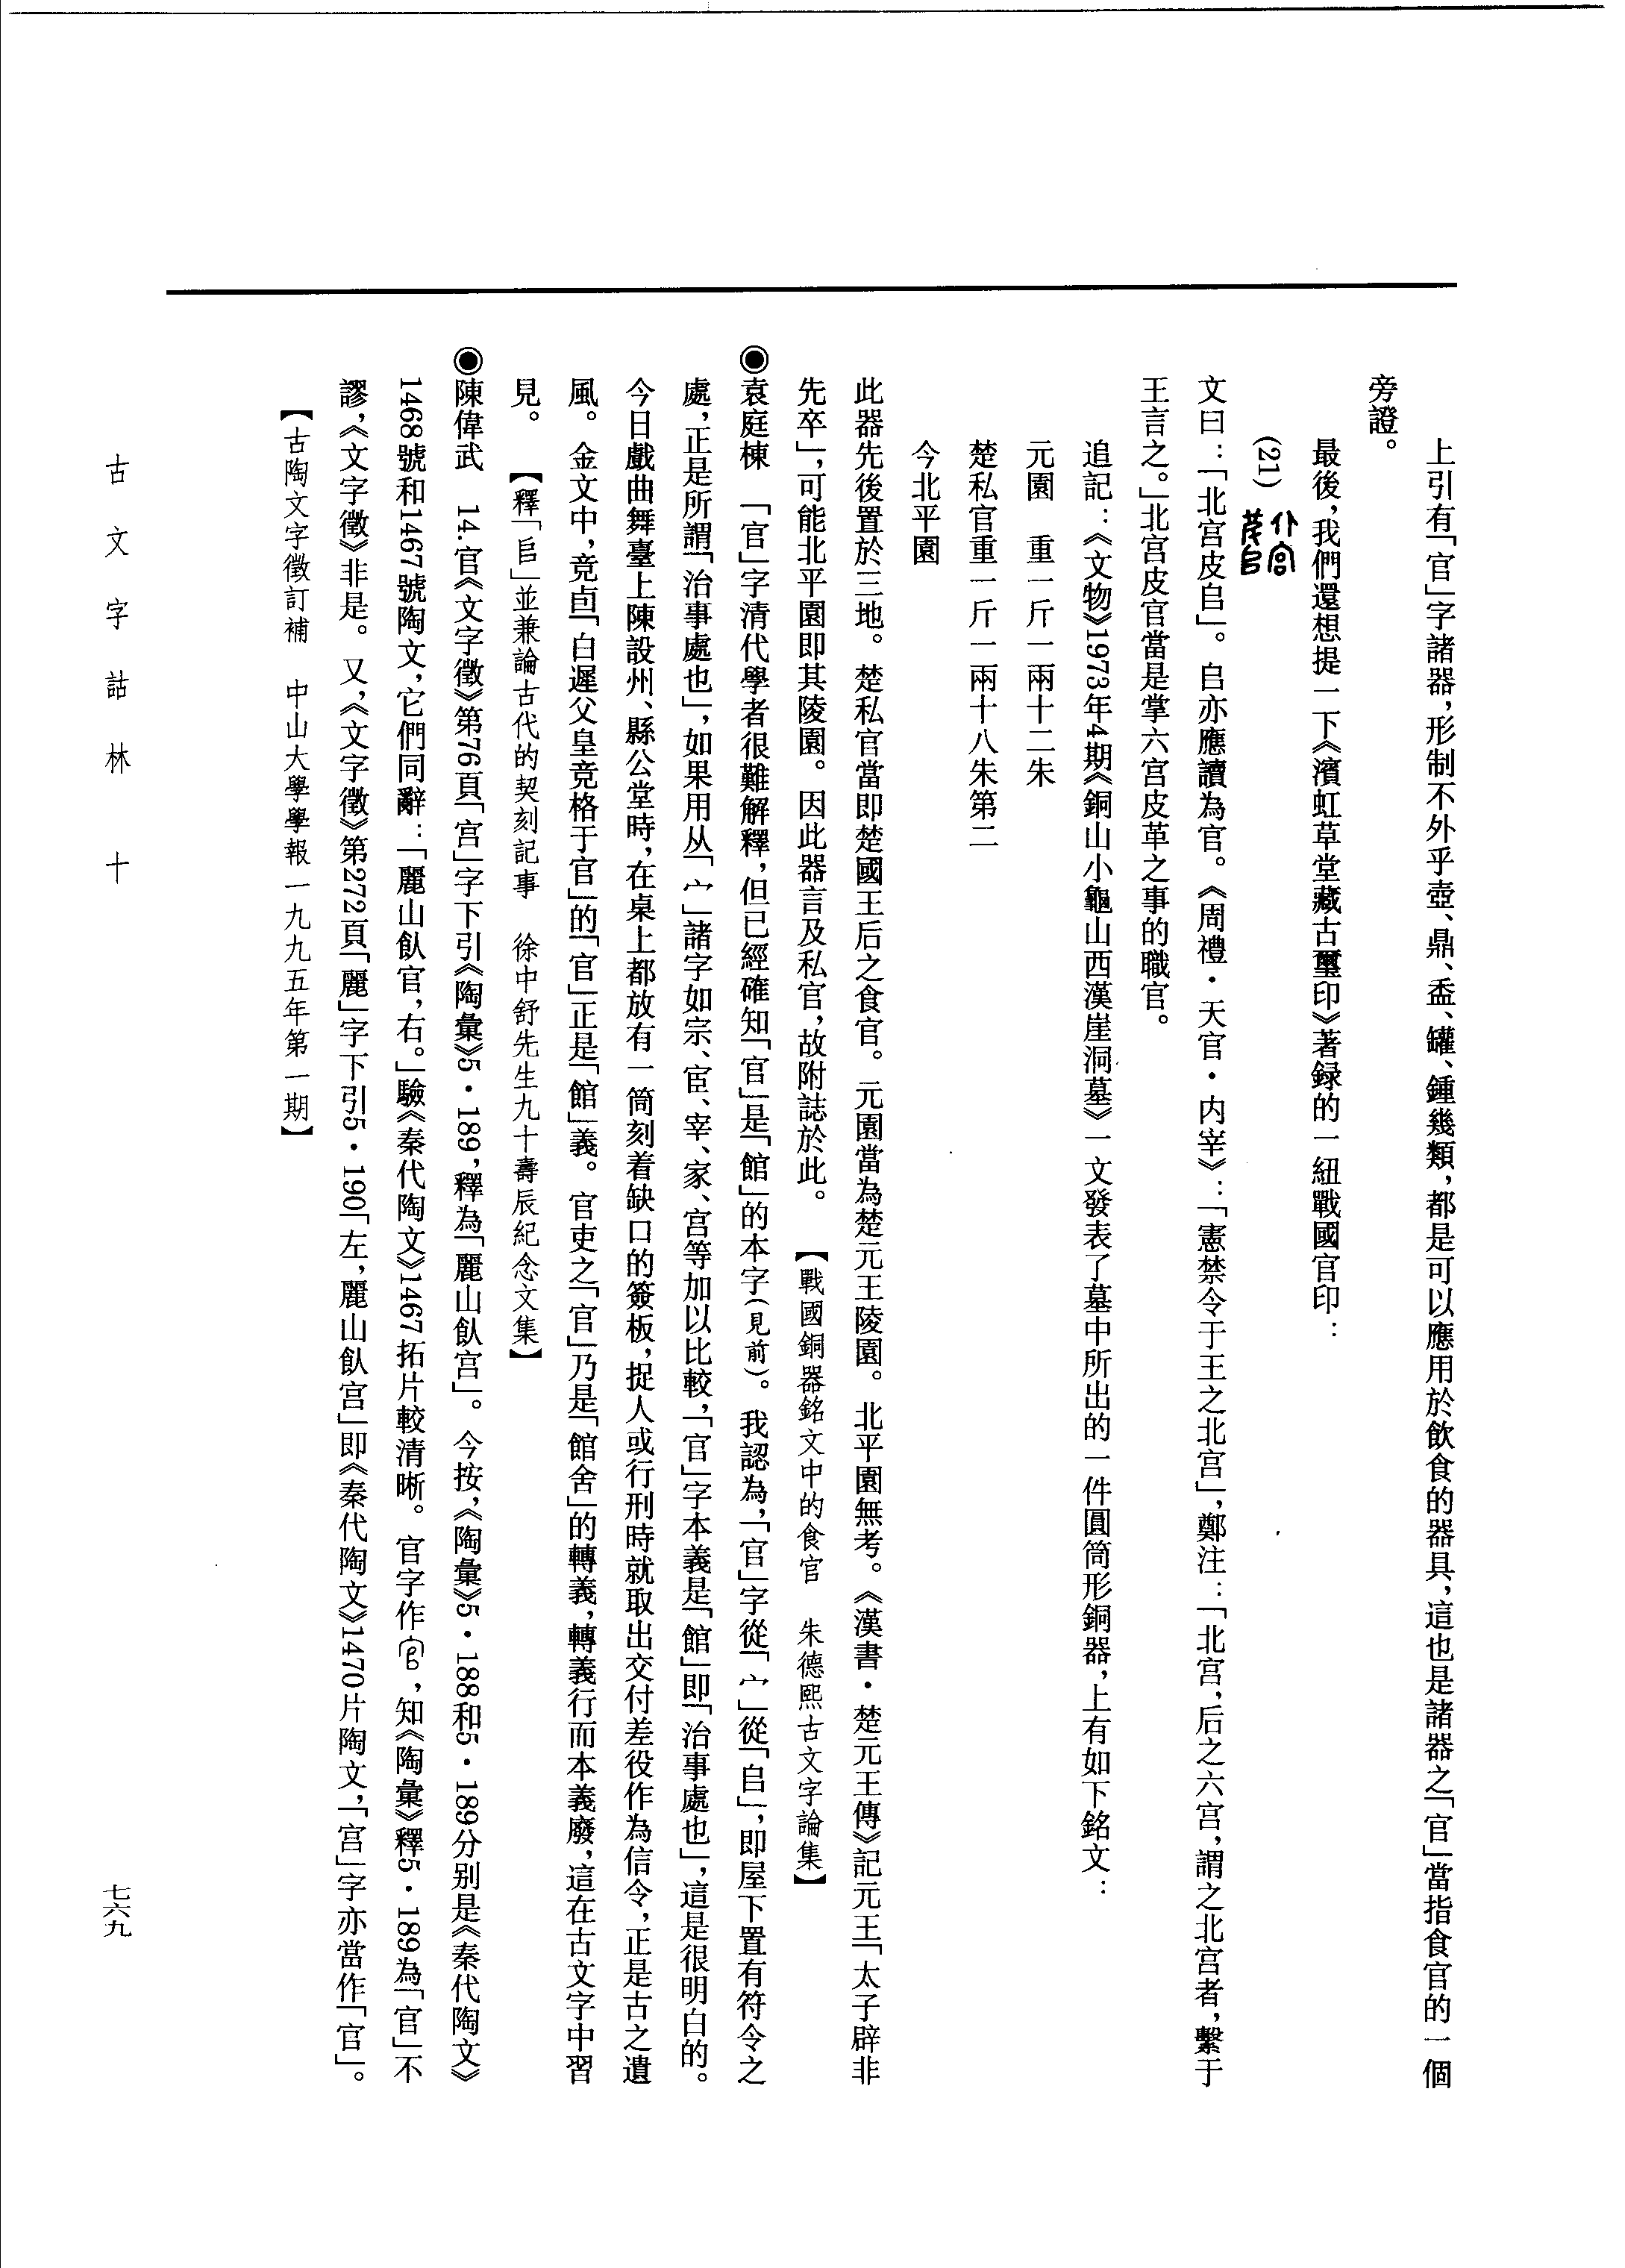 上引有「官」字諸器，形制不外乎壺、鼎、盉、罐、鍾幾類，都是可以應用於飲食的器具，這也是諸器之「官」當指食官的一個
旁證。
最後，我們還想提一下《濱虹草堂藏古璽印》著録的一紐戰國官印：
(21)
文曰：「北宫皮𠂤」。𠂤亦應讀為官。《周禮·天官·内宰》：「憲禁令于王之北宫」，鄭注：「北宫，后之六宫，謂之北宫者，繫于
王言之。」北宫皮官當是掌六宫皮革之事的職官。
追記：《文物》1973年4期《銅山小龜山西漢崖洞墓》一文發表了墓中所出的一件圓筒形銅器，上有如下銘文：
元園　重一斤一兩十二朱
楚私官重一斤一兩十八朱第二
今北平園
此器先後置於三地。楚私官當即楚國王后之食官。元園當為楚元王陵園。北平園無考。《漢書·楚元王傳》記元王「太子辟非
先卒」，可能北平園即其陵園。因此器言及私官，故附誌於此。　【戰國銅器銘文中的食官　朱德熙古文字論集】
◉袁庭棟　「官」字清代學者很難解釋，但已經確知「官」是「館」的本字（見前）。我認為，「官」字從「宀」從「𠂤」，即屋下置有符令之
處，正是所謂「治事處也」，如果用从「宀」諸字如宗、宦、宰、家、宫等加以比較，「官」字本義是「館」即「治事處也」，這是很明白的。
今日戲曲舞臺上陳設州、縣公堂時，在桌上都放有一筒刻着缺口的簽板，捉人或行刑時就取出交付差役作為信令，正是古之遺
風。金文中，競卣「白遲父皇競格于官」的「官」正是「館」義。官吏之「官」乃是「館舍」的轉義，轉義行而本義廢，這在古文字中習
見。　【釋「𠂤」並兼論古代的契刻記事　徐中舒先生九十壽辰紀念文集】
◉陳偉武　14.官《文字徵》第76頁「宫」字下引《陶彙》5·189，釋為「麗山飤宫」。今按，《陶彙》5·188和5·189分别是《秦代陶文》
1468號和1467號陶文，它們同辭：「麗山飤官，右。」驗《秦代陶文》1467拓片較清晰。官字作，知《陶彙》釋5·189為「官」不
謬，《文字徵》非是。又，《文字徵》第272頁「麗」字下引5·190「左，麗山飤宫」即《秦代陶文》1470片陶文，「宫」字亦當作「官」。
【古陶文字徵訂補　中山大學學報一九九五年第一期】
古文字詁林　十
七六九